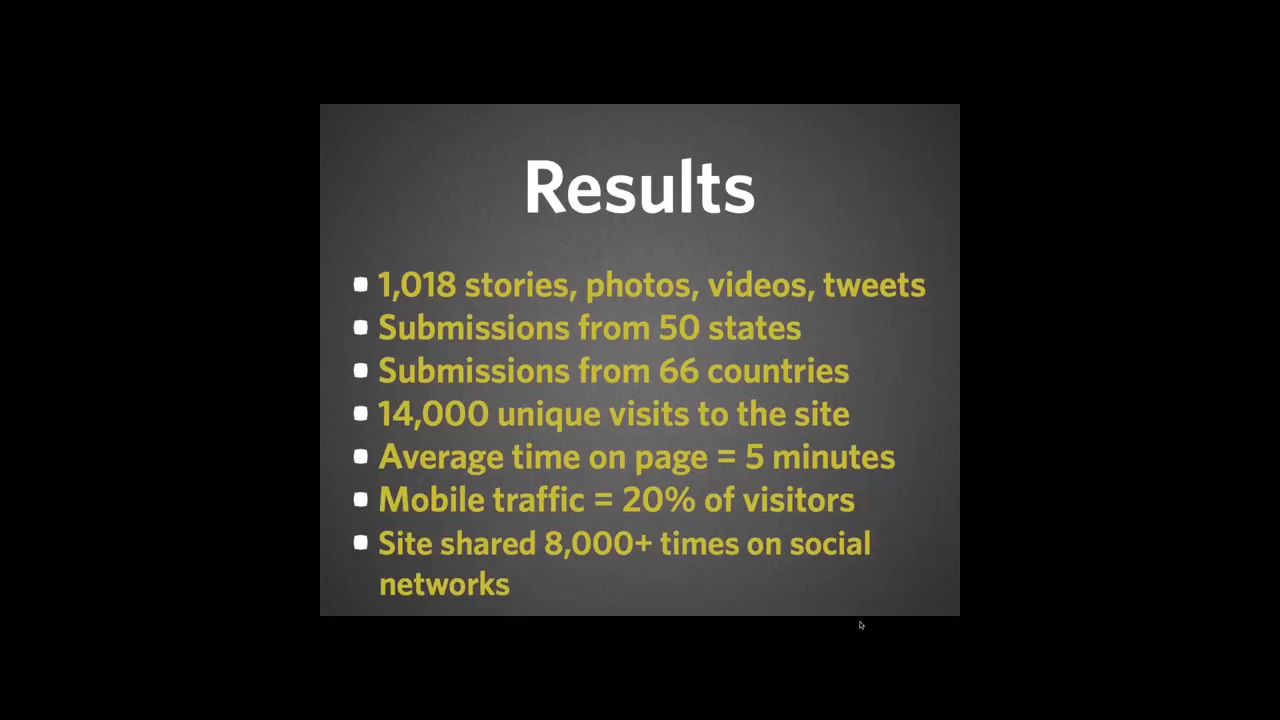 Results
1,018 stories, photos, videos, tweets
Submissions from 50 states
Submissions from 66 countries
14,000 unique visits to the site
Average time on page = 5 minutes
Mobile traffic = 20% of visitors
Site shared 8,000+ times on social
networks